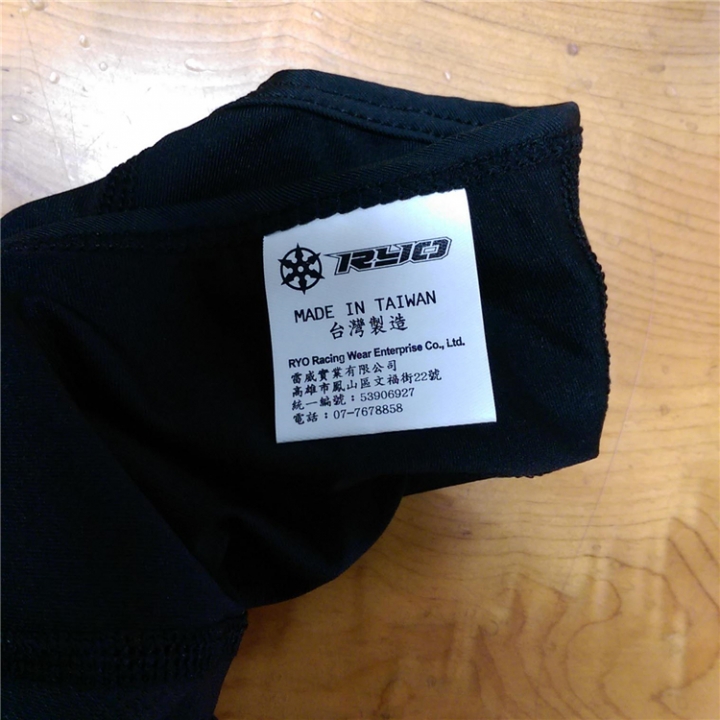 RYO
MADE IN TAIWAN
台灣製造
RYO Racing Wear Enterprise Co., Ltd.
雷威實業有限公司
高雄市鳳山區文福街22號
統一編號：53906927
電話：07-7678858